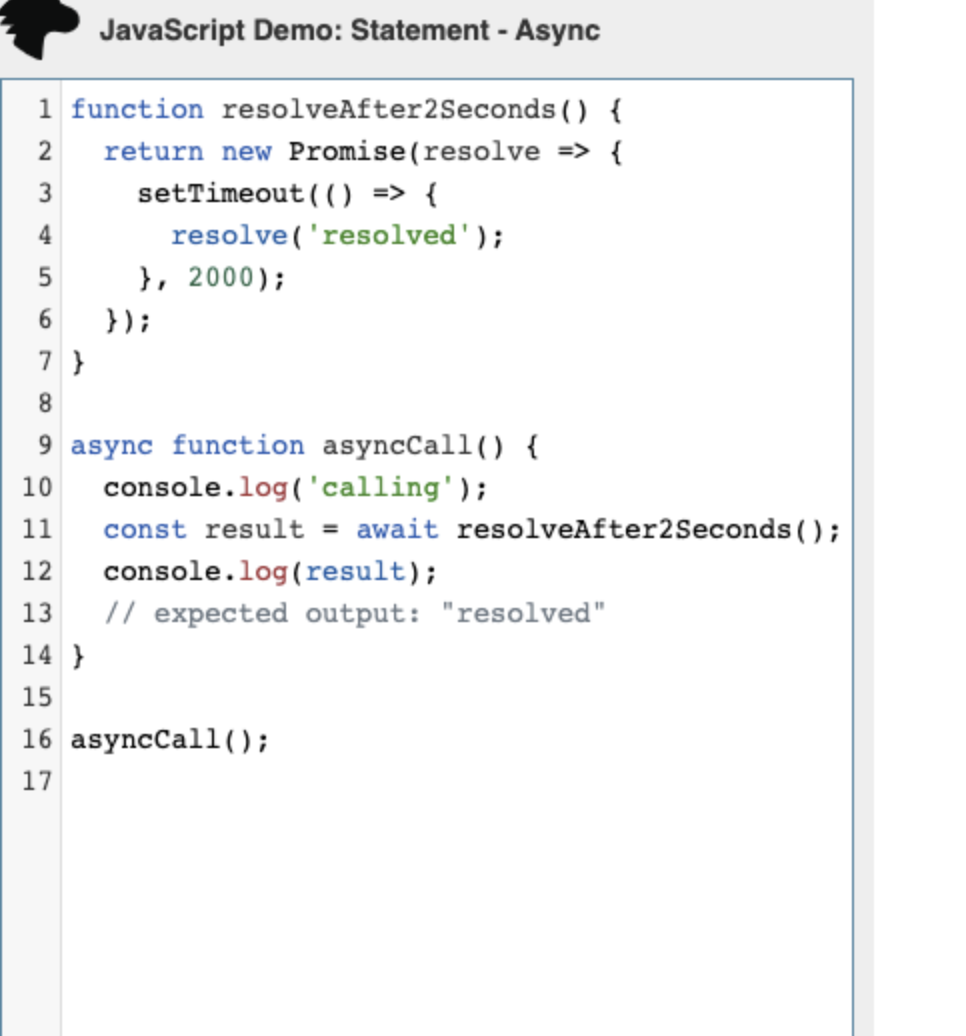 JavaScript Demo: Statement - Async
1 function resolveAfter2Seconds() {
2   return new Promise(resolve => {
3     setTimeout(() => {
4       resolve('resolved');
5     }, 2000);
6   });
7 }
8
9 async function asyncCall() {
10   console.log('calling');
11   const result = await resolveAfter2Seconds();
12   console.log(result);
13   // expected output: "resolved"
14 }
15
16 asyncCall();
17